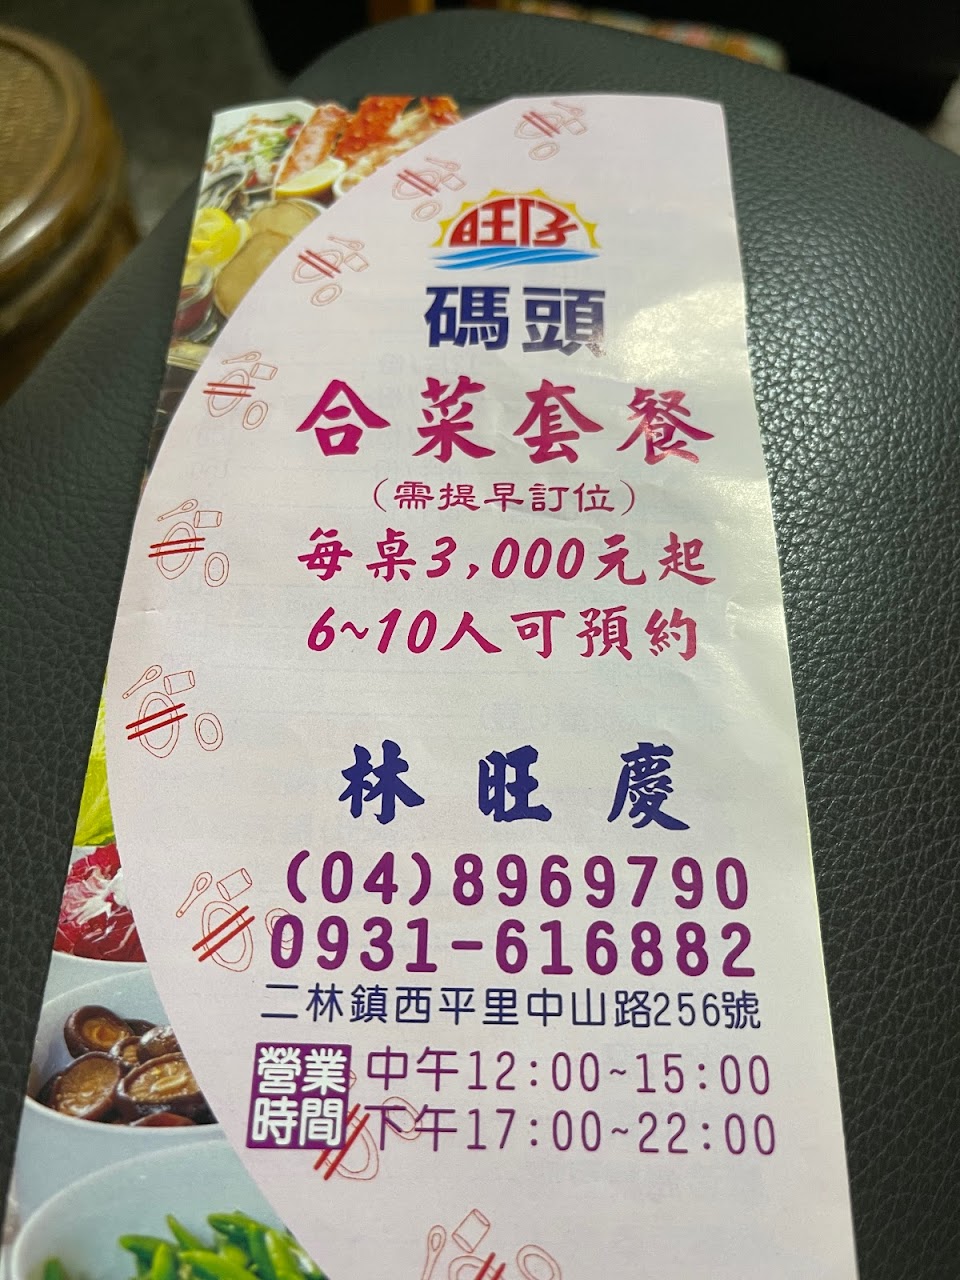 旺仔
碼頭
合菜套餐
(需提早訂位)
每桌3,000元起
6~10人可預約
林旺慶
(04)8969790
0931-616882
二林鎮西平里中山路256號
營業時間
中午12:00~15:00
下午17:00~22:00